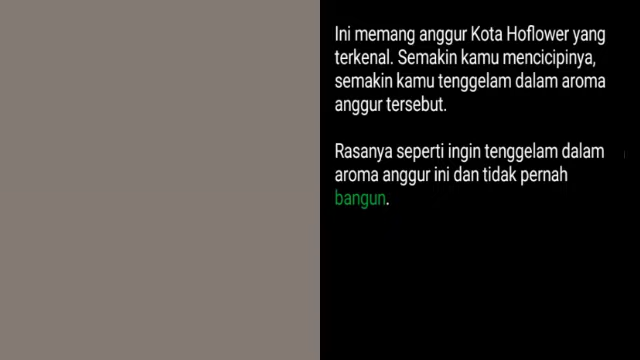 Ini memang anggur Kota Hoflower yang
terkenal. Semakin kamu mencicipinya,
semakin kamu tenggelam dalam aroma
anggur tersebut.
Rasanya seperti ingin tenggelam dalam
aroma anggur ini dan tidak pernah
bangun.